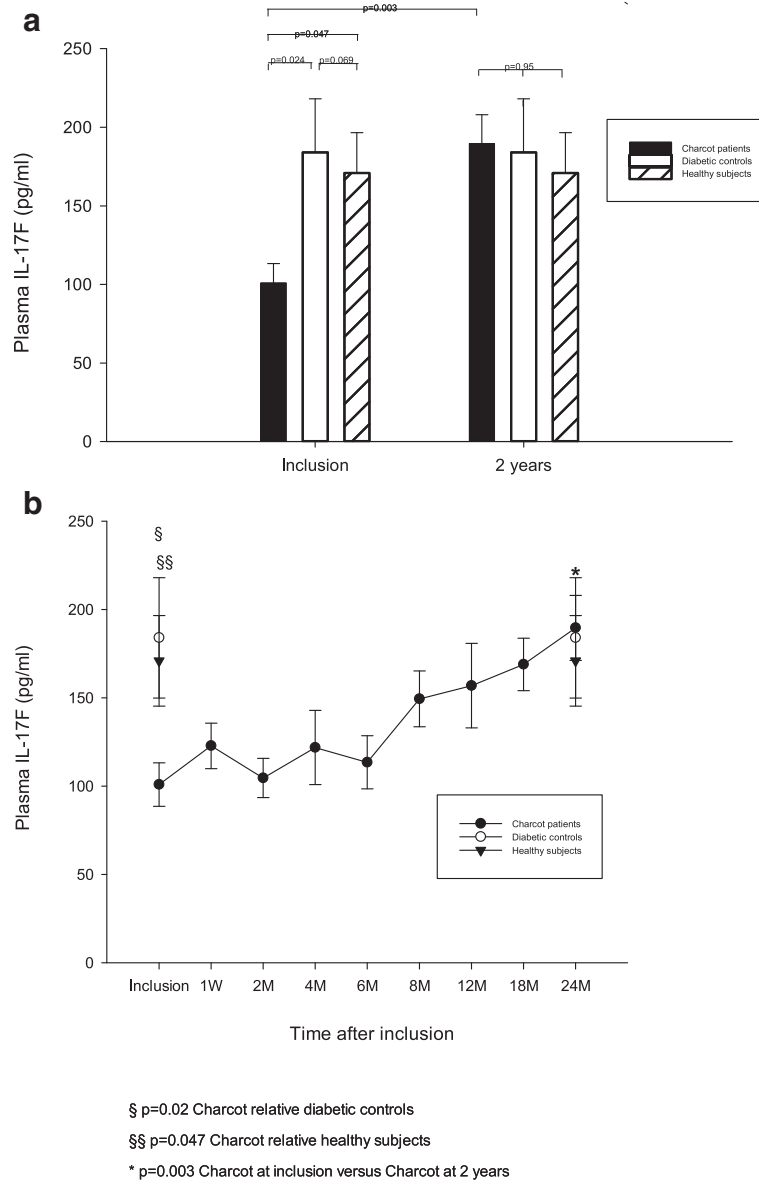 a
p=0.003
p=0.047
p=0.024
p=0.069
p=0.95
250
200
150
100
50
0
Plasma IL-17F (pg/ml)
Charcot patients
Diabetic controls
Healthy subjects
Inclusion
2 years
b
250
200
150
100
50
0
Plasma IL-17F (pg/ml)
§
§§
*
Charcot patients
Diabetic controls
Healthy subjects
Inclusion 1W 2M 4M 6M 8M 12M 18M 24M
Time after inclusion
§ p=0.02 Charcot relative diabetic controls
§§ p=0.047 Charcot relative healthy subjects
* p=0.003 Charcot at inclusion versus Charcot at 2 years